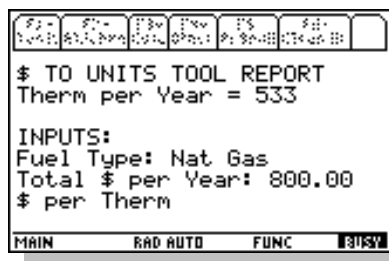 $ TO UNITS TOOL REPORT
Therm per Year = 533
INPUTS:
Fuel Type: Nat Gas
Total $ per Year: 800.00
$ per Therm
MAIN RAD AUTO FUNC BUSY